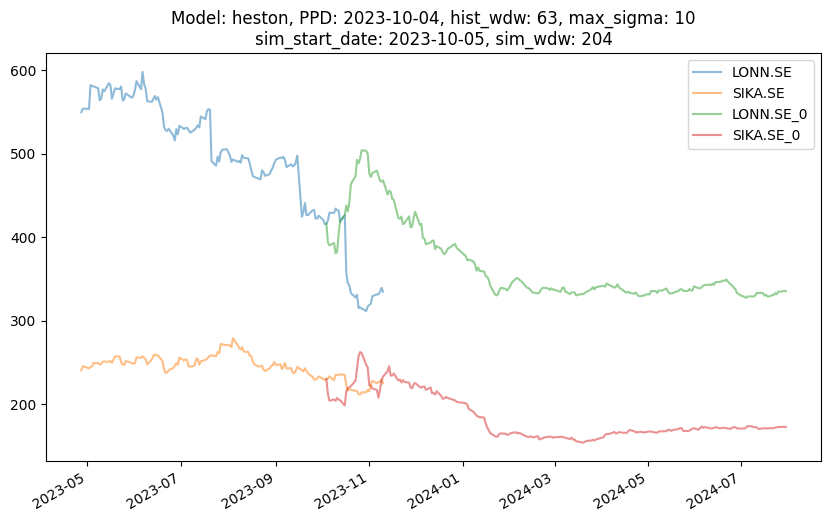 Model: heston, PPD: 2023-10-04, hist_wdw: 63, max_sigma: 10
sim_start_date: 2023-10-05, sim_wdw: 204
LONN.SE
SIKA.SE
LONN.SE_0
SIKA.SE_0
600
500
400
300
200
2023-05
2023-07
2023-09
2023-11
2024-01
2024-03
2024-05
2024-07